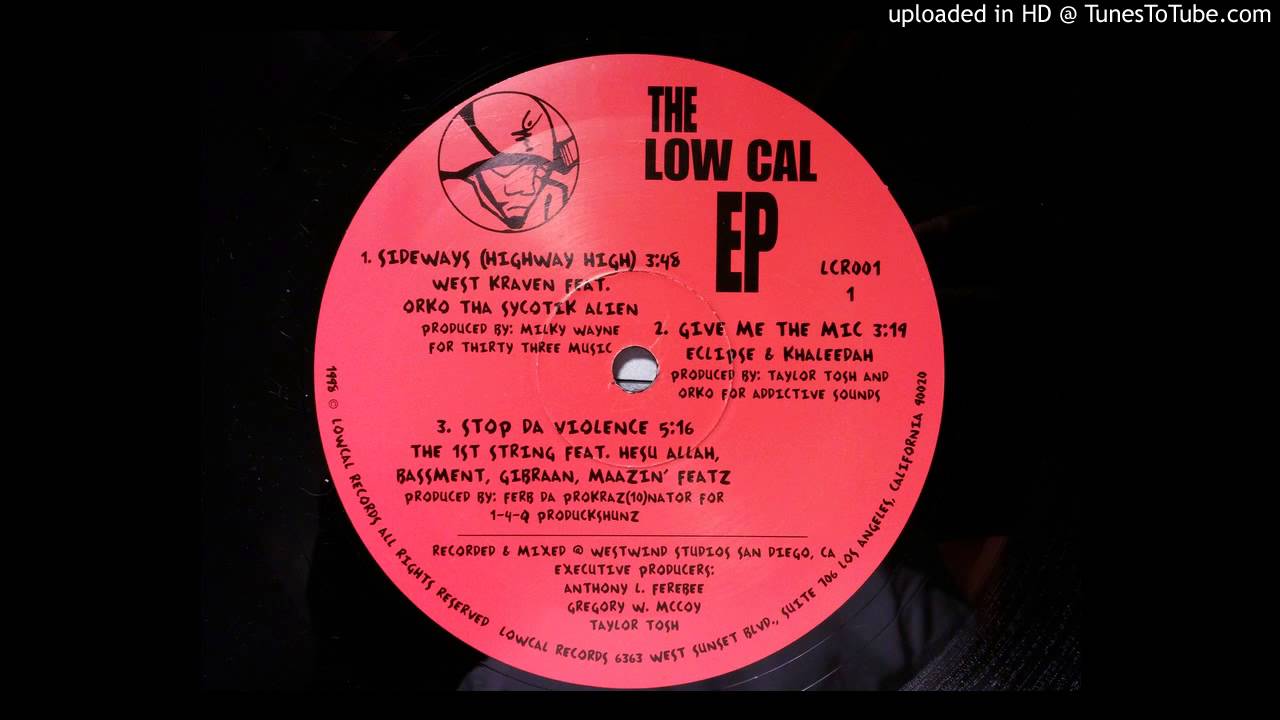 uploaded in HD @ TunesToTube.com
THE
LOW CAL
EP
LCR001
1
1. SIDEWAYS (HIGHWAY HIGH) 3:48
WEST KRAVEN FEAT.
ORKO THA SYCOTIK ALIEN
PRODUCED BY: MILKY WAYNE
FOR THIRTY THREE MUSIC
2. GIVE ME THE MIC 3:19
ECLIPSE & KHALEEDAH
PRODUCED BY: TAYLOR TOSH AND
ORKO FOR ADDICTIVE SOUNDS
3. STOP DA VIOLENCE 5:16
THE 1ST STRING FEAT. HESU ALLAH,
BASSMENT, GIBRAAN, MAAZIN' FEATZ
PRODUCED BY: FERB DA PROKRAZ(10)NATOR FOR
1-4-Q PRODUCKSHUNZ
RECORDED & MIXED @ WESTWIND STUDIOS SAN DIEGO, CA
EXECUTIVE PRODUCERS:
ANTHONY L. FEREBEE
GREGORY W. MCCOY
TAYLOR TOSH
1998 © LOWCAL RECORDS ALL RIGHTS RESERVED LOWCAL RECORDS 6363 WEST SUNSET BLVD., SUITE 706 LOS ANGELES, CALIFORNIA 90020